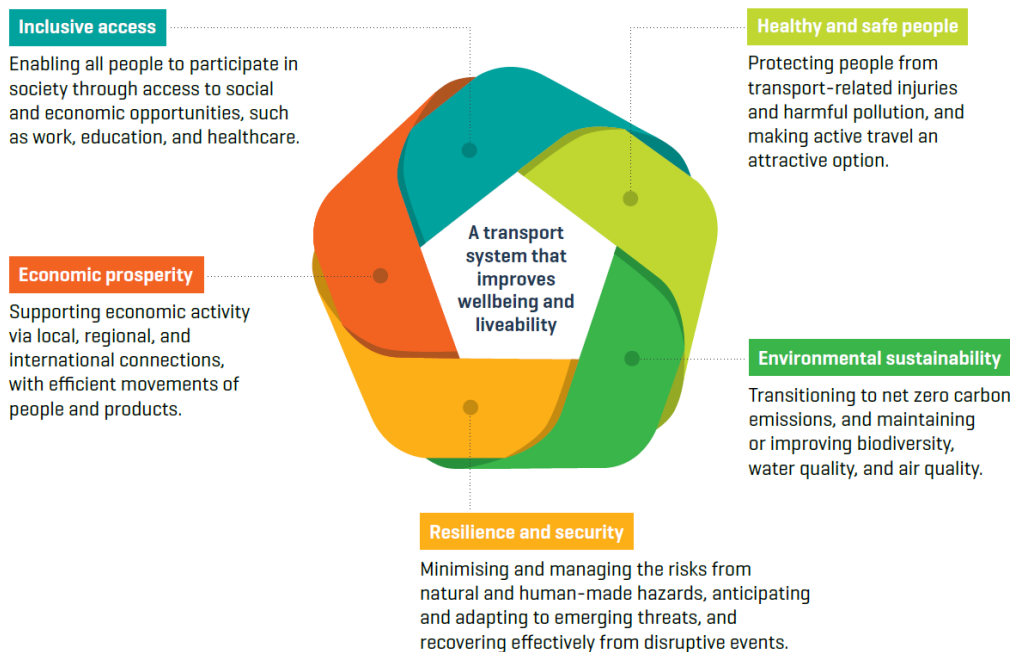 Inclusive access
Enabling all people to participate in
society through access to social
and economic opportunities, such
as work, education, and healthcare.
Healthy and safe people
Protecting people from
transport-related injuries
and harmful pollution, and
making active travel an
attractive option.
A transport
system that
improves
wellbeing and
liveability
Economic prosperity
Supporting economic activity
via local, regional, and
international connections,
with efficient movements of
people and products.
Environmental sustainability
Transitioning to net zero carbon
emissions, and maintaining
or improving biodiversity,
water quality, and air quality.
Resilience and security
Minimising and managing the risks from
natural and human-made hazards, anticipating
and adapting to emerging threats, and
recovering effectively from disruptive events.